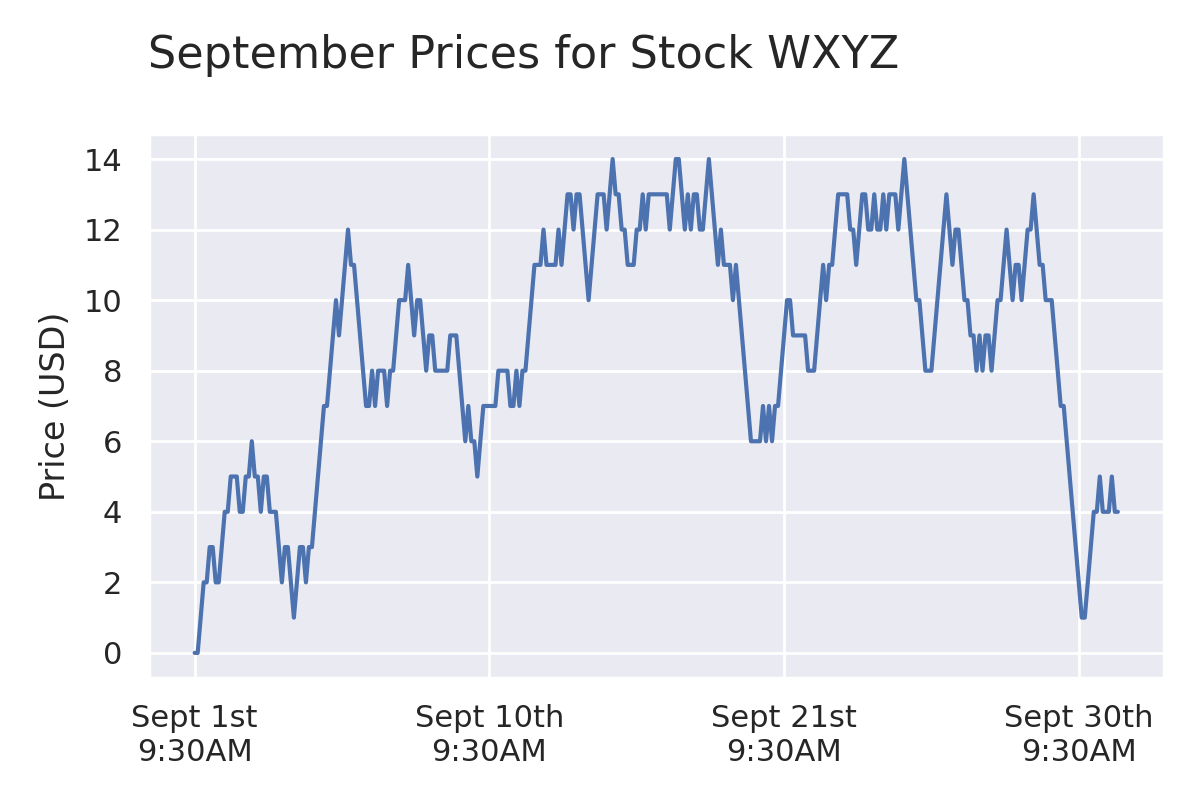 September Prices for Stock WXYZ
Price (USD)
14
12
10
8
6
4
2
0
Sept 1st
9:30AM
Sept 10th
9:30AM
Sept 21st
9:30AM
Sept 30th
9:30AM